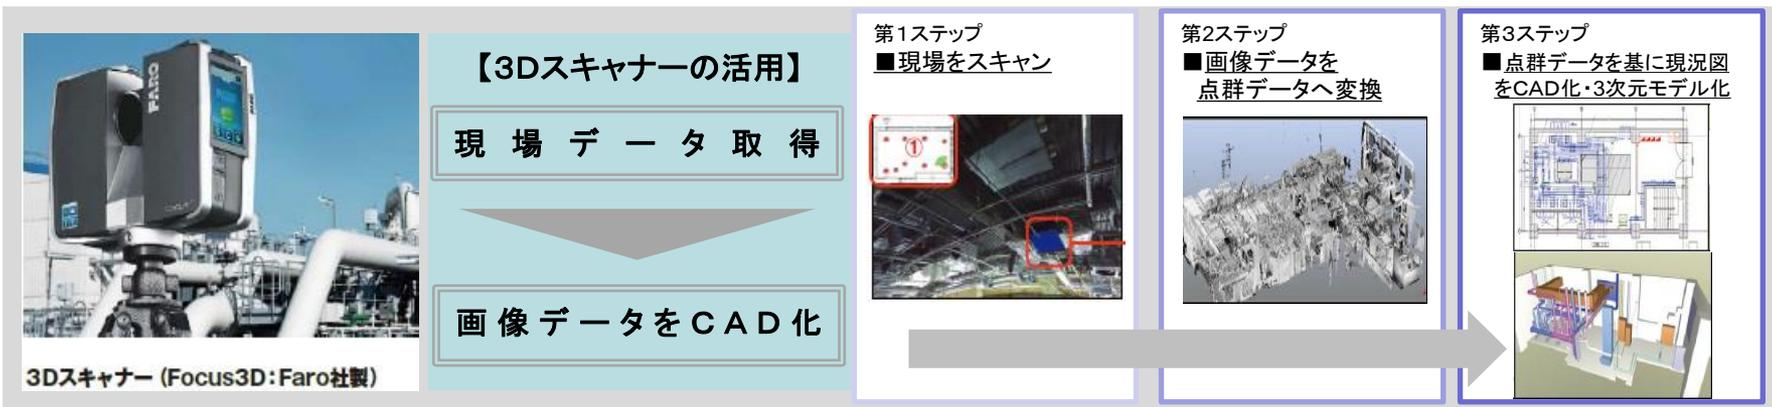 FARO
3Dスキャナー（Focus3D：Faro社製）
【3Dスキャナーの活用】
現場データ取得
画像データをCAD化
第1ステップ
■現場をスキャン
①
第2ステップ
■画像データを
点群データへ変換
第3ステップ
■点群データを基に現況図
をCAD化・3次元モデル化